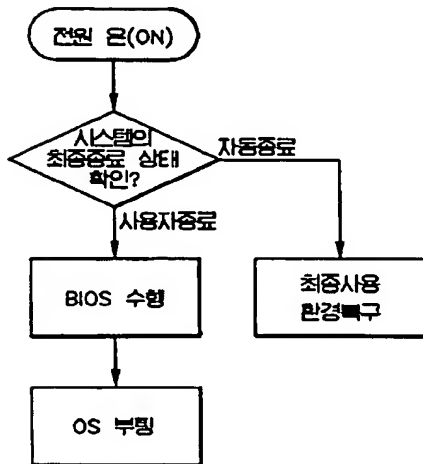 전원 온(ON)
시스템의
최종종료 상태
확인?
자동종료
사용자종료
BIOS 수행
최종사용
환경복구
OS 부팅